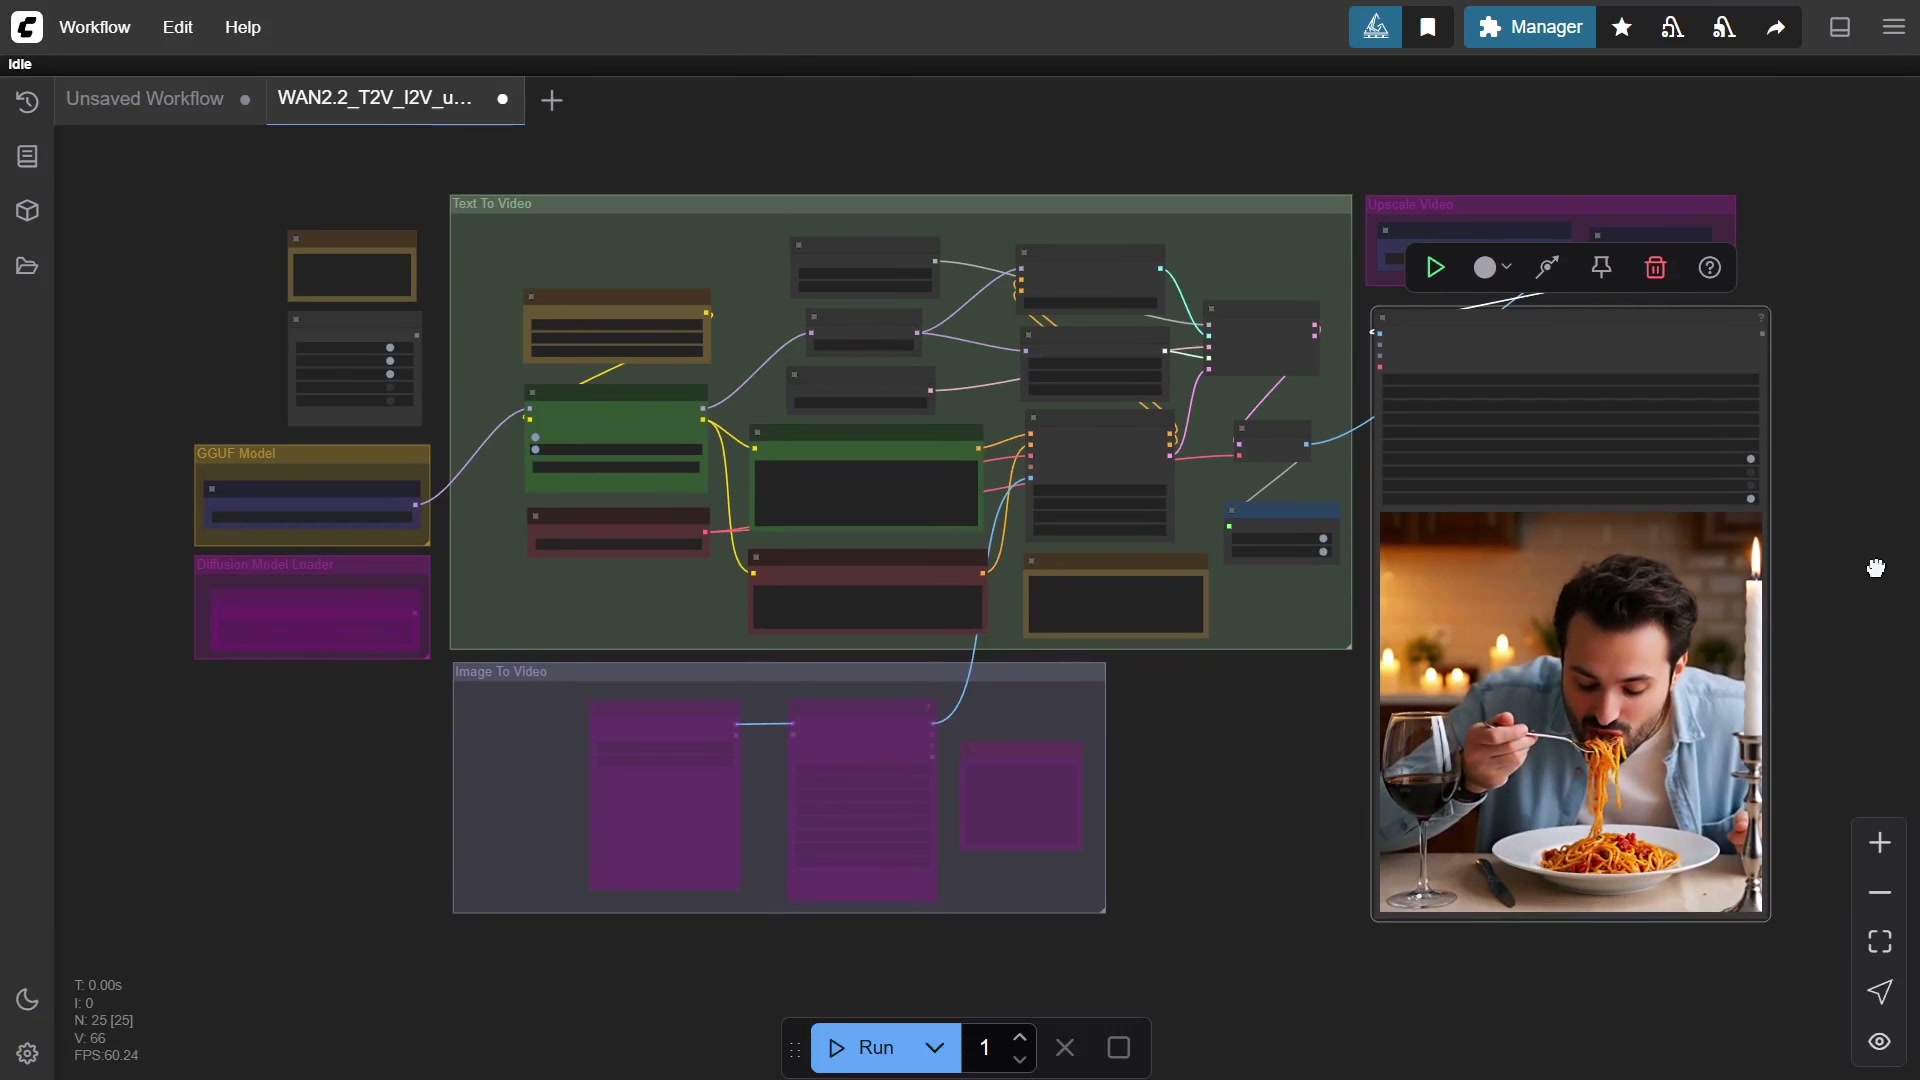 Workflow
Edit
Help
Manager
Idle
Unsaved Workflow
WAN2.2_T2V_I2V_u...
Text To Video
Upscale Video
GGUF Model
Diffusion Model Loader
Image To Video
T: 0.00s
I: 0
N: 25 [25]
V: 66
FPS:60.24
Run
1